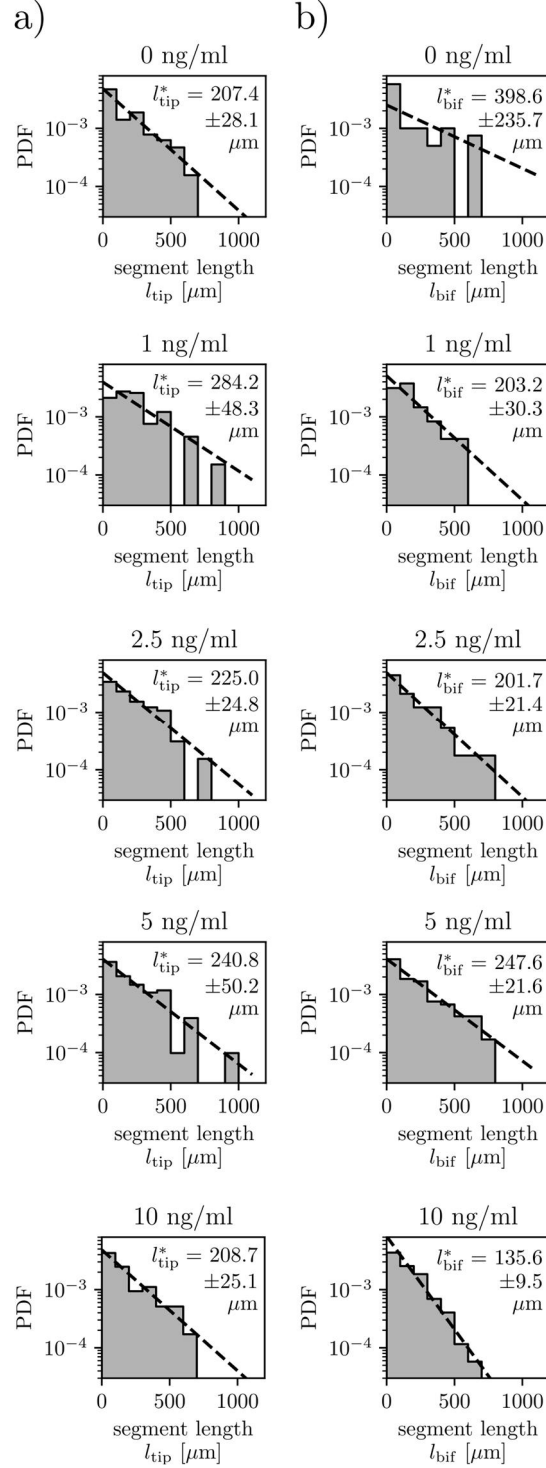 a)
b)
0 ng/ml
0 ng/ml
PDF
10⁻³
10⁻⁴
l*tip = 207.4
±28.1
μm
0 500 1000
segment length
ltip [μm]
PDF
10⁻³
10⁻⁴
l*bif = 398.6
±235.7
μm
0 500 1000
segment length
lbif [μm]
1 ng/ml
1 ng/ml
PDF
10⁻³
10⁻⁴
l*tip = 284.2
±48.3
μm
0 500 1000
segment length
ltip [μm]
PDF
10⁻³
10⁻⁴
l*bif = 203.2
±30.3
μm
0 500 1000
segment length
lbif [μm]
2.5 ng/ml
2.5 ng/ml
PDF
10⁻³
10⁻⁴
l*tip = 225.0
±24.8
μm
0 500 1000
segment length
ltip [μm]
PDF
10⁻³
10⁻⁴
l*bif = 201.7
±21.4
μm
0 500 1000
segment length
lbif [μm]
5 ng/ml
5 ng/ml
PDF
10⁻³
10⁻⁴
l*tip = 240.8
±50.2
μm
0 500 1000
segment length
ltip [μm]
PDF
10⁻³
10⁻⁴
l*bif = 247.6
±21.6
μm
0 500 1000
segment length
lbif [μm]
10 ng/ml
10 ng/ml
PDF
10⁻³
10⁻⁴
l*tip = 208.7
±25.1
μm
0 500 1000
segment length
ltip [μm]
PDF
10⁻³
10⁻⁴
l*bif = 135.6
±9.5
μm
0 500 1000
segment length
lbif [μm]